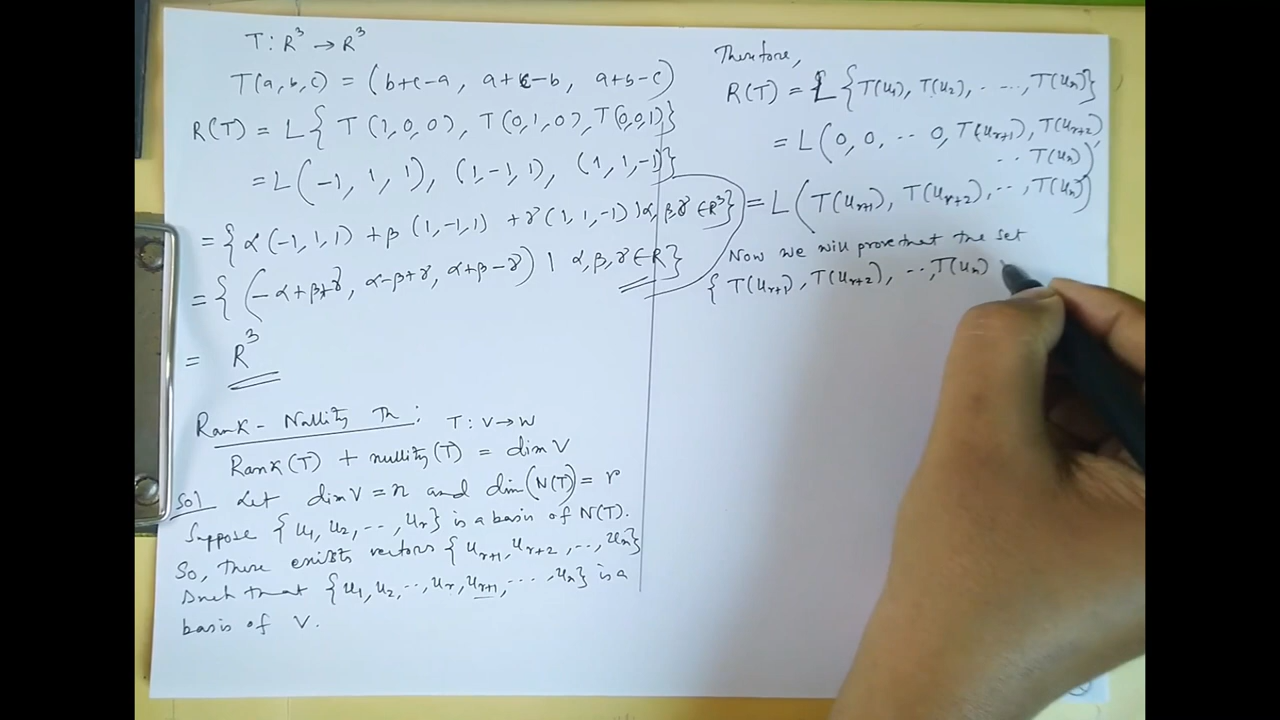 T: R³ → R³
T(a, b, c) = (b+c-a, a+c-b, a+b-c)
R(T) = L{ T(1,0,0), T(0,1,0), T(0,0,1)}
= L(-1, 1, 1), (1,-1, 1), (1, 1,-1)}
= {α(-1,1,1) + β(1,-1,1) + γ(1,1,-1) | α,β,γ ∈ R³}
= { (-α+β+γ, α-β+γ, α+β-γ) | α,β,γ ∈ R}
= R³
Rank-Nullity Th: T: V→W
Rank(T) + nullity(T) = dim V
Sol Let dim V = n and dim(N(T)) = r
Suppose {u₁, u₂, ..., uᵣ} is a basis of N(T).
So, there exists vectors {uᵣ₊₁, uᵣ₊₂, ..., uₙ}
such that {u₁, u₂, ..., uᵣ, uᵣ₊₁, ..., uₙ} is a
basis of V.
Therefore,
R(T) = L{T(u₁), T(u₂), ....., T(uₙ)}
= L(0, 0, ... 0, T(uᵣ₊₁), T(uᵣ₊₂),
.. T(uₙ))
= L(T(uᵣ₊₁), T(uᵣ₊₂), ..., T(uₙ))
Now we will prove that the set
{ T(uᵣ₊₁), T(uᵣ₊₂), ..., T(uₙ)